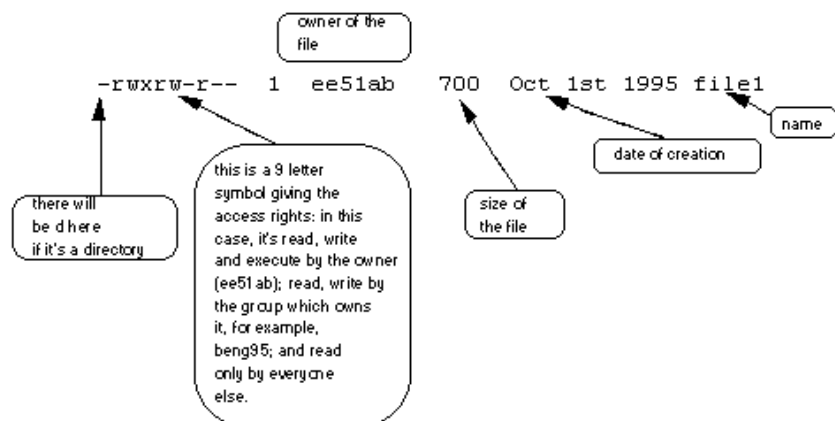 owner of the
file
-rwxrw-r-- 1 ee51ab 700 Oct 1st 1995 file1
name
date of creation
this is a 9 letter
symbol giving the
access rights: in this
case, it's read, write
and execute by the owner
(ee51ab); read, write by
the group which owns
it, for example,
beng95; and read
only by everyone
else.
there will
be d here
if it's a directory
size of
the file